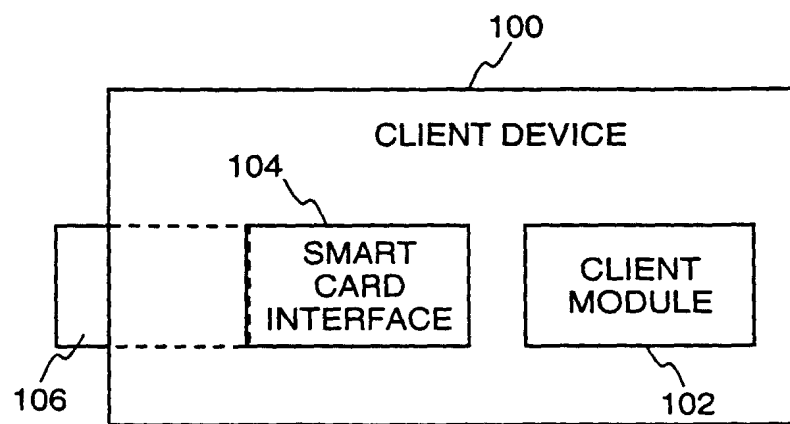 100
CLIENT DEVICE
104
SMART
CARD
INTERFACE
CLIENT
MODULE
106
102